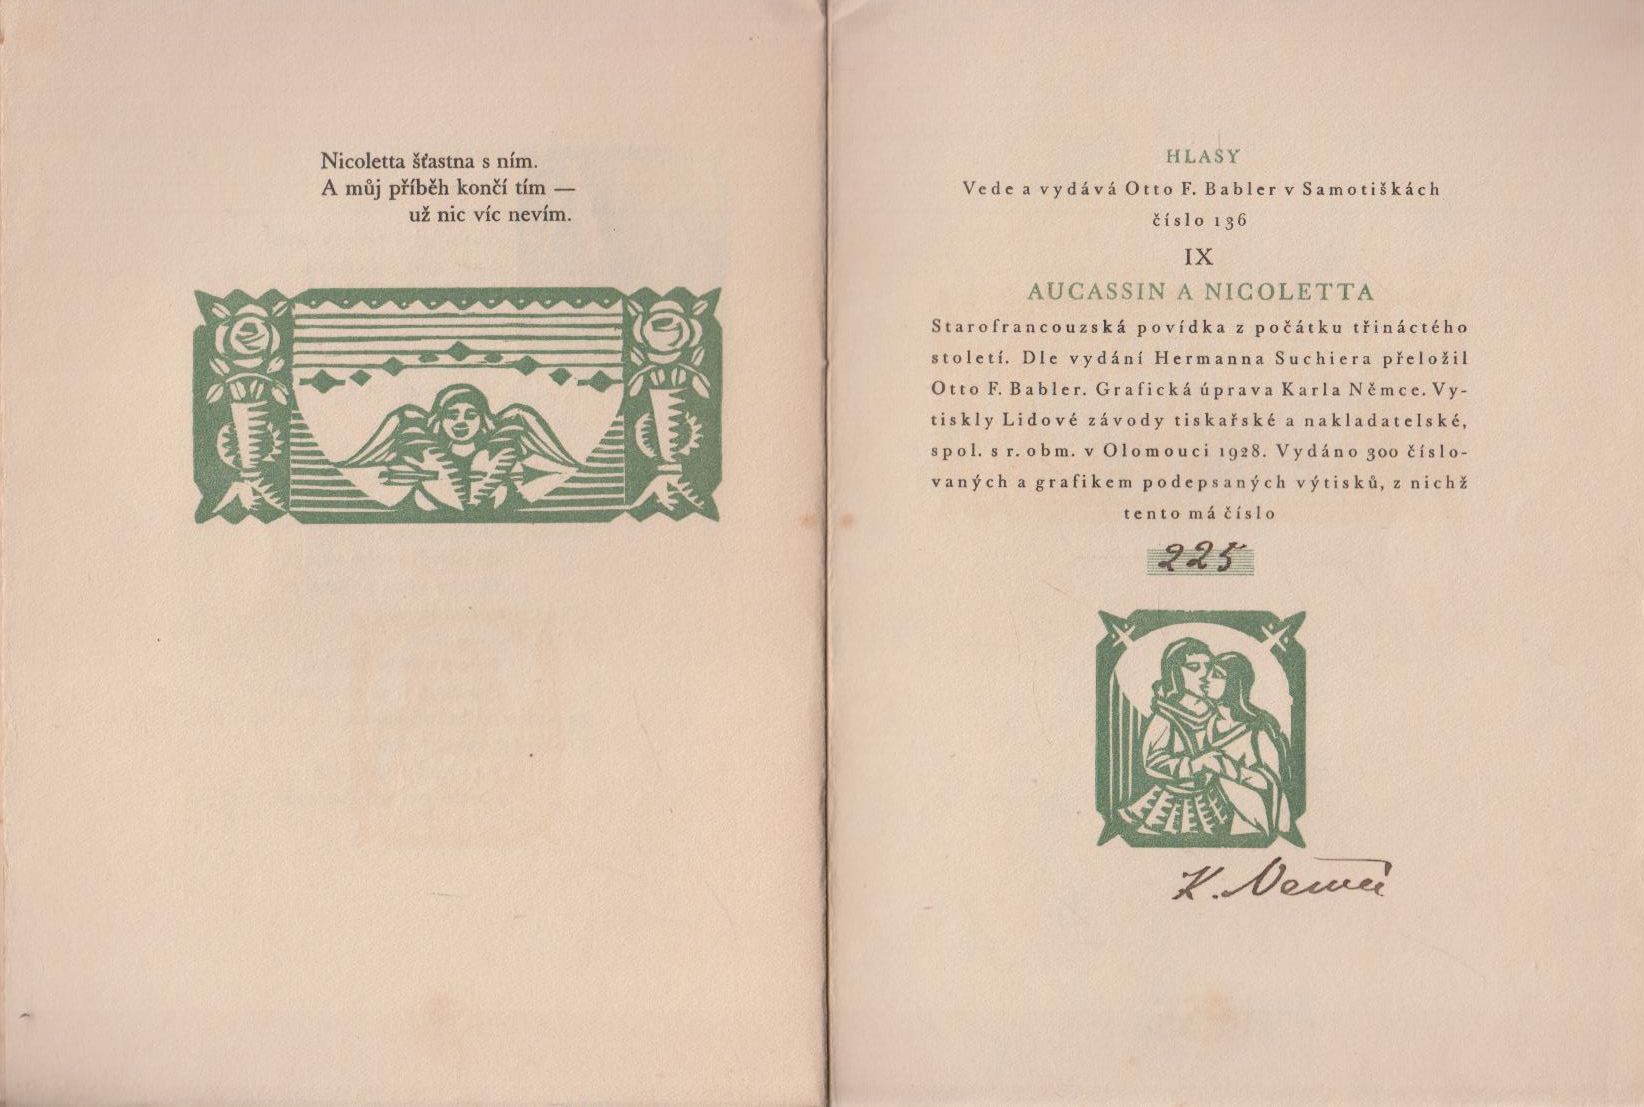 Nicoletta šťastna s ním.
A můj příběh končí tím —
už nic víc nevím.
HLASY
Vede a vydává Otto F. Babler v Samotiškách
číslo 136
IX
AUCASSIN A NICOLETTA
Starofrancouzská povídka z počátku třináctého
století. Dle vydání Hermanna Suchiera přeložil
Otto F. Babler. Grafická úprava Karla Němce. Vy-
tiskly Lidové závody tiskařské a nakladatelské,
spol. s r. obm. v Olomouci 1928. Vydáno 300 číslo-
vaných a grafikem podepsaných výtisků, z nichž
tento má číslo
225
K. Němec